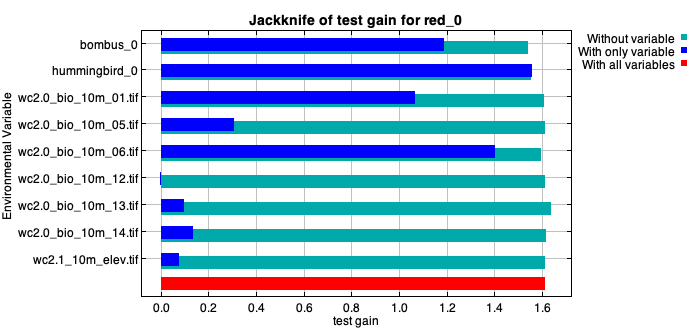 Jackknife of test gain for red_0
Without variable
With only variable
With all variables
Environmental Variable
bombus_0
hummingbird_0
wc2.0_bio_10m_01.tif
wc2.0_bio_10m_05.tif
wc2.0_bio_10m_06.tif
wc2.0_bio_10m_12.tif
wc2.0_bio_10m_13.tif
wc2.0_bio_10m_14.tif
wc2.1_10m_elev.tif
0.0 0.2 0.4 0.6 0.8 1.0 1.2 1.4 1.6
test gain